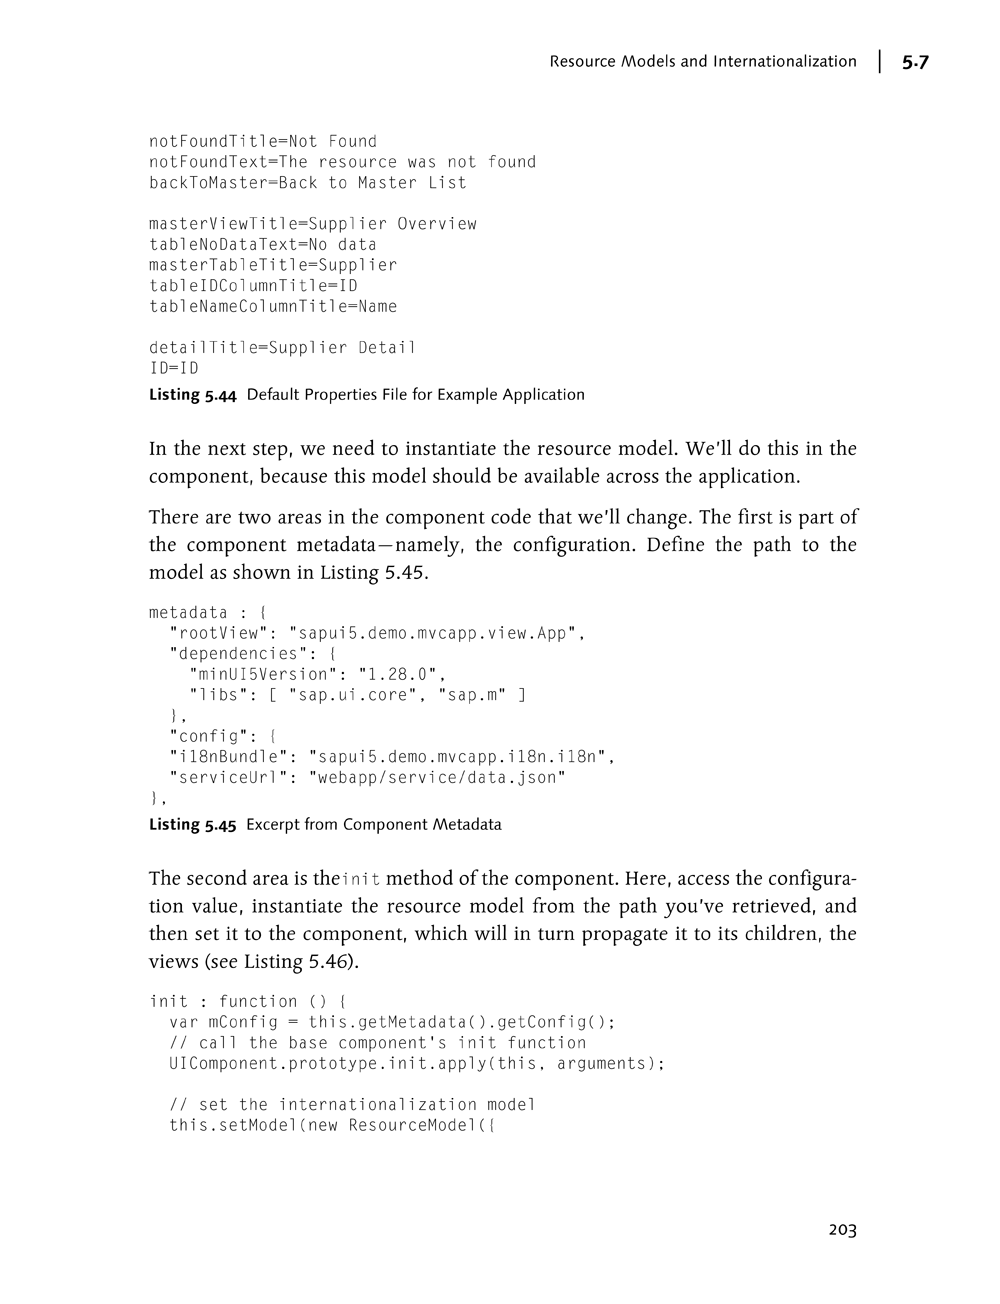 Resource Models and Internationalization | 5.7
notFoundTitle=Not Found
notFoundText=The resource was not found
backToMaster=Back to Master List
masterViewTitle=Supplier Overview
tableNoDataText=No data
masterTableTitle=Supplier
tableIDColumnTitle=ID
tableNameColumnTitle=Name
detailTitle=Supplier Detail
ID=ID
Listing 5.44 Default Properties File for Example Application
In the next step, we need to instantiate the resource model. We'll do this in the
component, because this model should be available across the application.
There are two areas in the component code that we'll change. The first is part of
the component metadata—namely, the configuration. Define the path to the
model as shown in Listing 5.45.
metadata : {
  "rootView": "sapui5.demo.mvcapp.view.App",
  "dependencies": {
    "minUI5Version": "1.28.0",
    "libs": [ "sap.ui.core", "sap.m" ]
  },
  "config": {
  "i18nBundle": "sapui5.demo.mvcapp.i18n.i18n",
  "serviceUrl": "webapp/service/data.json"
},
Listing 5.45 Excerpt from Component Metadata
The second area is theinit method of the component. Here, access the configura-
tion value, instantiate the resource model from the path you've retrieved, and
then set it to the component, which will in turn propagate it to its children, the
views (see Listing 5.46).
init : function () {
  var mConfig = this.getMetadata().getConfig();
  // call the base component's init function
  UIComponent.prototype.init.apply(this, arguments);
  // set the internationalization model
  this.setModel(new ResourceModel({
203